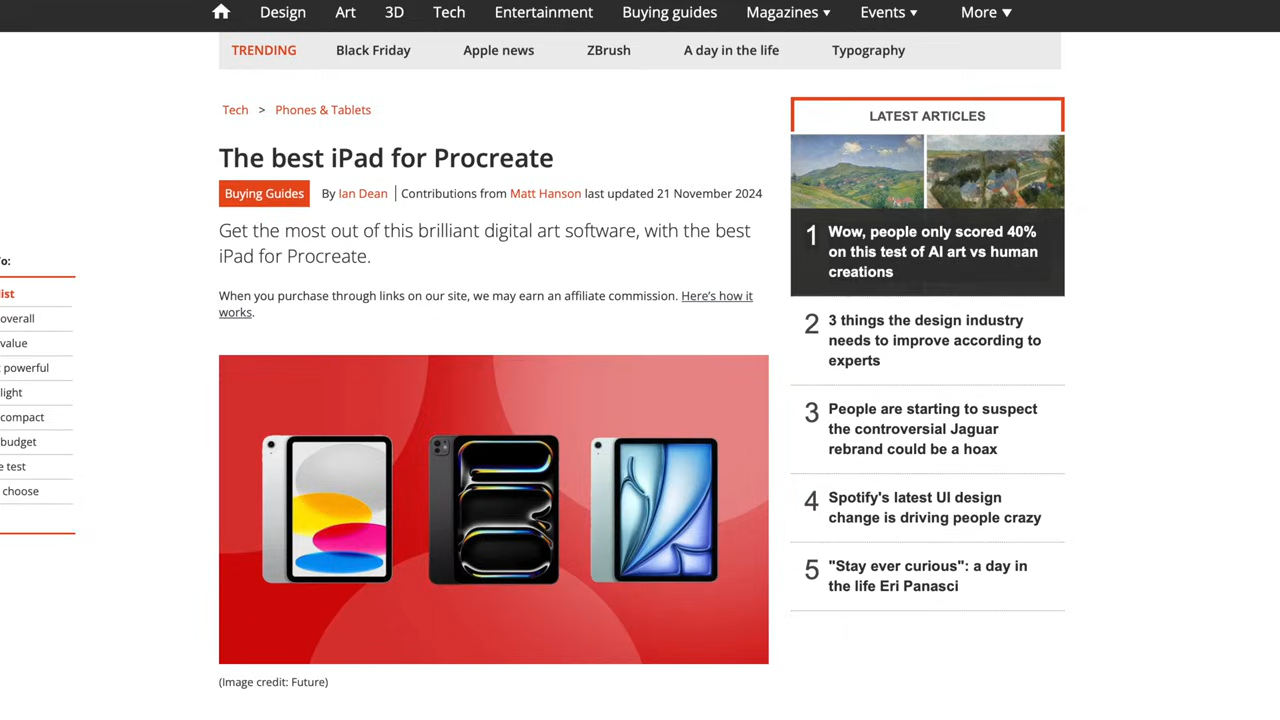 Design Art 3D Tech Entertainment Buying guides Magazines ▾ Events ▾ More ▾
TRENDING Black Friday Apple news ZBrush A day in the life Typography
Tech > Phones & Tablets
The best iPad for Procreate
Buying Guides By Ian Dean | Contributions from Matt Hanson last updated 21 November 2024
Get the most out of this brilliant digital art software, with the best
iPad for Procreate.
When you purchase through links on our site, we may earn an affiliate commission. Here's how it
works.
(Image credit: Future)
o:
ist
overall
value
powerful
light
compact
budget
e test
choose
LATEST ARTICLES
1 Wow, people only scored 40%
on this test of AI art vs human
creations
2 3 things the design industry
needs to improve according to
experts
3 People are starting to suspect
the controversial Jaguar
rebrand could be a hoax
4 Spotify's latest UI design
change is driving people crazy
5 "Stay ever curious": a day in
the life Eri Panasci